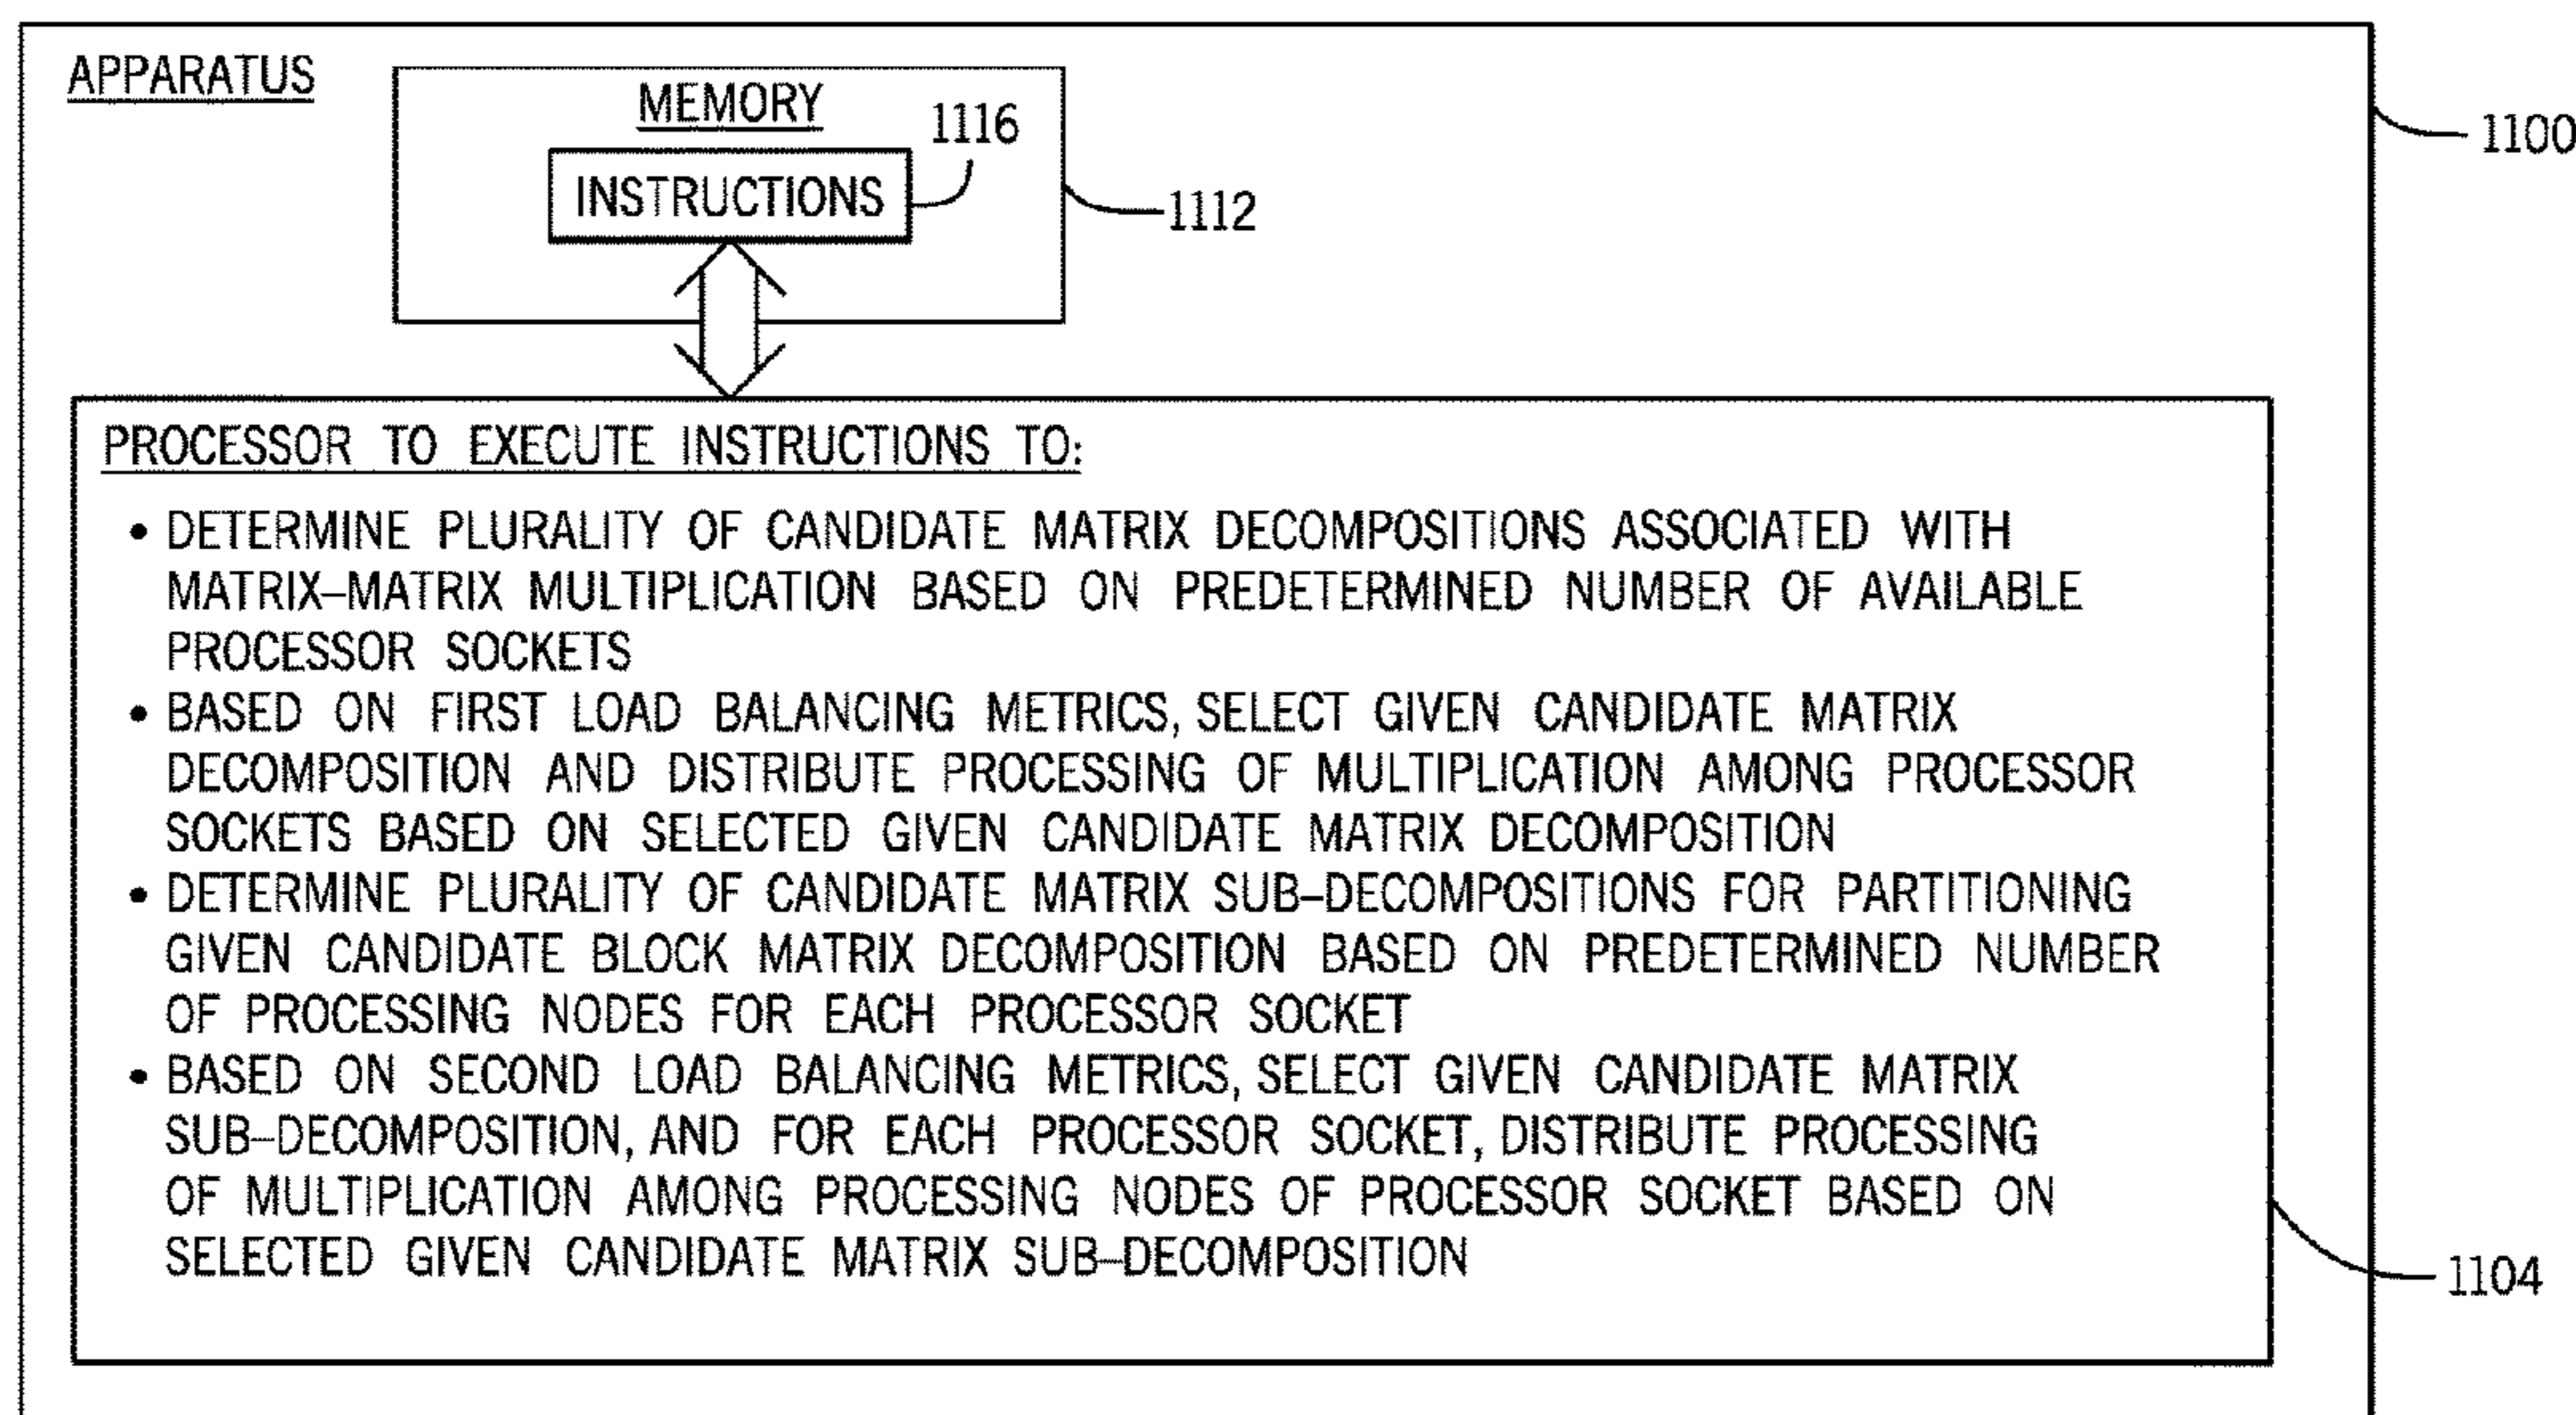 APPARATUS
MEMORY
1116
INSTRUCTIONS
1100
1112
PROCESSOR TO EXECUTE INSTRUCTIONS TO:
• DETERMINE PLURALITY OF CANDIDATE MATRIX DECOMPOSITIONS ASSOCIATED WITH
MATRIX–MATRIX MULTIPLICATION BASED ON PREDETERMINED NUMBER OF AVAILABLE
PROCESSOR SOCKETS
• BASED ON FIRST LOAD BALANCING METRICS, SELECT GIVEN CANDIDATE MATRIX
DECOMPOSITION AND DISTRIBUTE PROCESSING OF MULTIPLICATION AMONG PROCESSOR
SOCKETS BASED ON SELECTED GIVEN CANDIDATE MATRIX DECOMPOSITION
• DETERMINE PLURALITY OF CANDIDATE MATRIX SUB–DECOMPOSITIONS FOR PARTITIONING
GIVEN CANDIDATE BLOCK MATRIX DECOMPOSITION BASED ON PREDETERMINED NUMBER
OF PROCESSING NODES FOR EACH PROCESSOR SOCKET
• BASED ON SECOND LOAD BALANCING METRICS, SELECT GIVEN CANDIDATE MATRIX
SUB–DECOMPOSITION, AND FOR EACH PROCESSOR SOCKET, DISTRIBUTE PROCESSING
OF MULTIPLICATION AMONG PROCESSING NODES OF PROCESSOR SOCKET BASED ON
SELECTED GIVEN CANDIDATE MATRIX SUB–DECOMPOSITION
1104